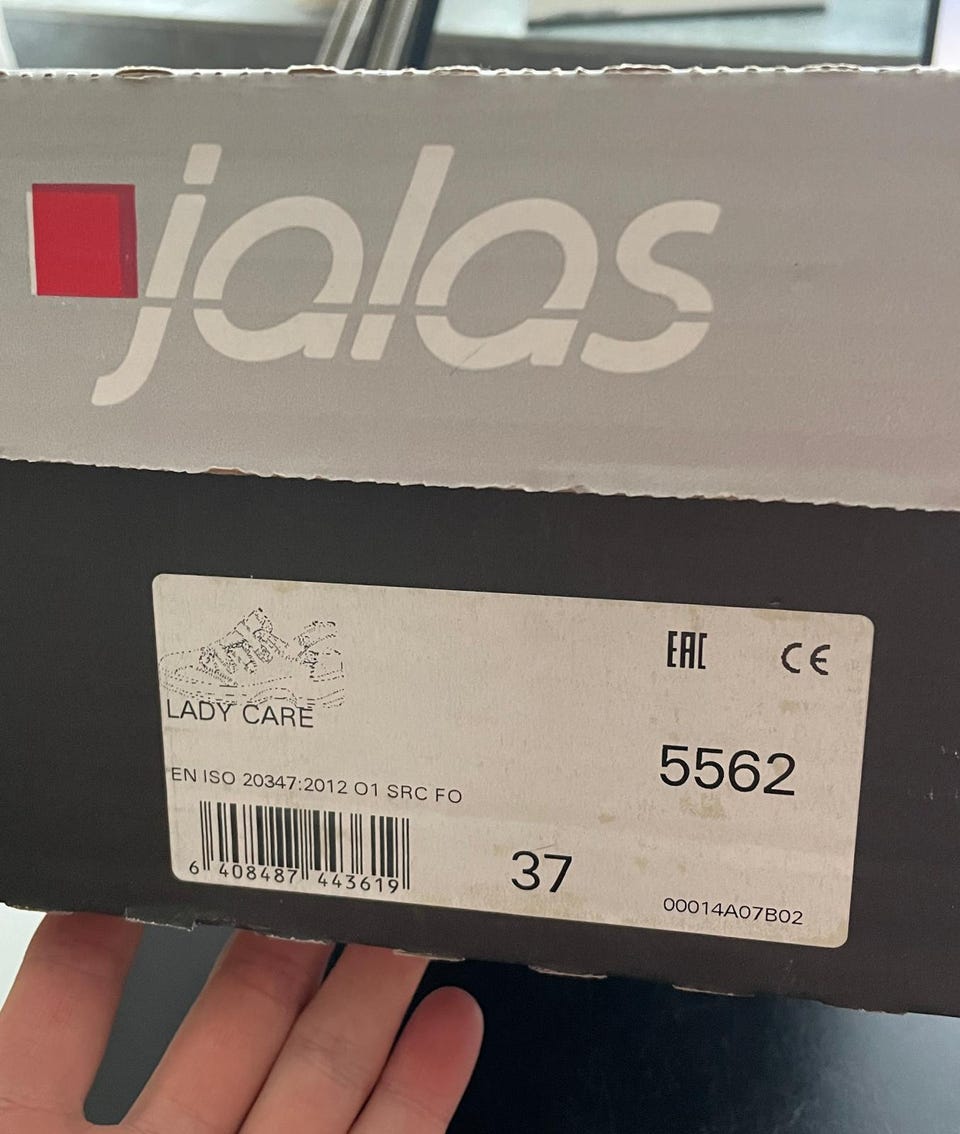 jalas
EAC CE
LADY CARE
5562
EN ISO 20347:2012 O1 SRC FO
6 408487 443619
37
00014A07B02